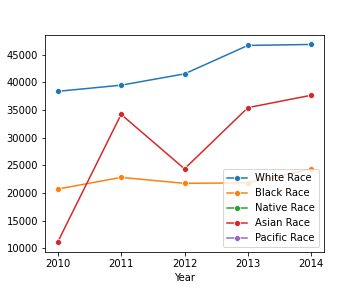 45000
40000
35000
30000
25000
20000
15000
10000
White Race
Black Race
Native Race
Asian Race
Pacific Race
2010 2011 2012 2013 2014
Year